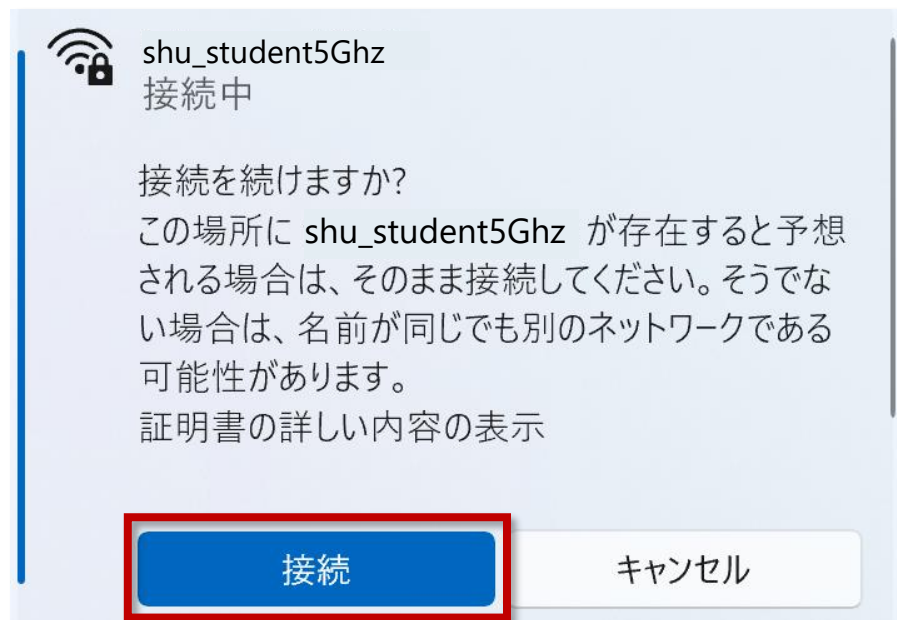 shu_student5Ghz
接続中
接続を続けますか?
この場所に shu_student5Ghz が存在すると予想
される場合は、そのまま接続してください。そうでな
い場合は、名前が同じでも別のネットワークである
可能性があります。
証明書の詳しい内容の表示
接続 キャンセル